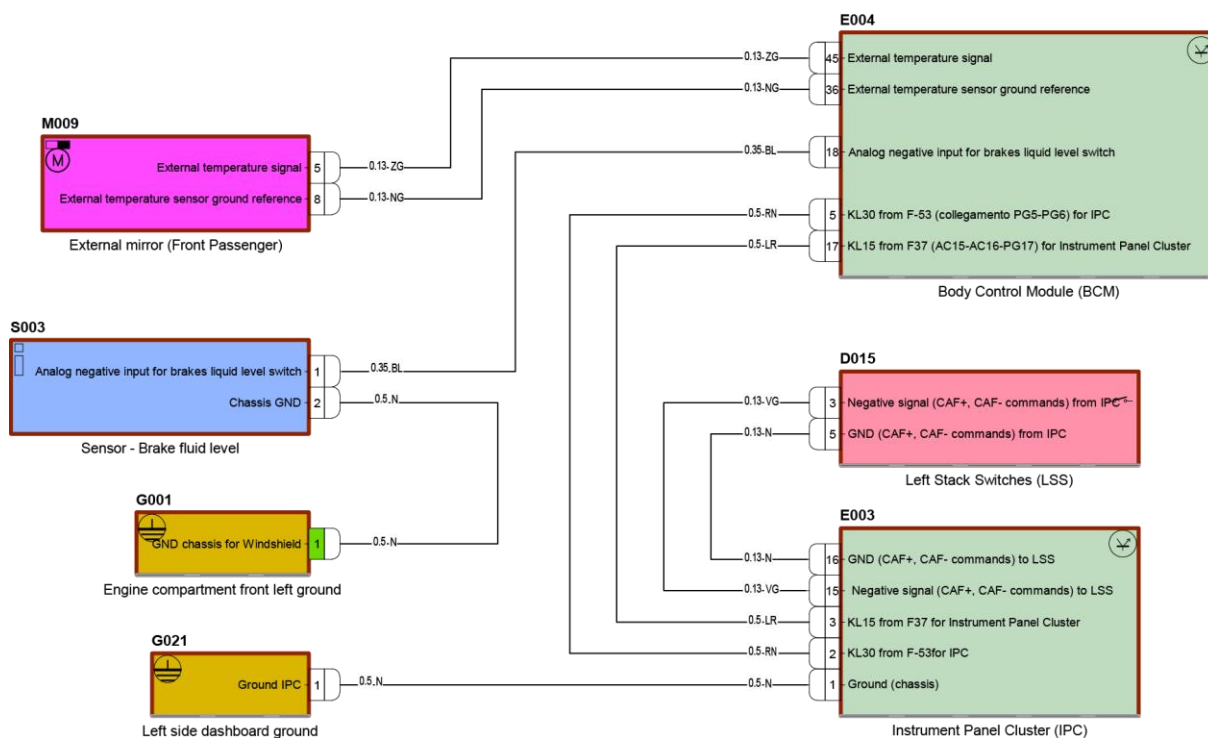 E004
0.13-ZG
45
External temperature signal
0.13-NG
36
External temperature sensor ground reference
M009
M
External temperature signal
5
0.13-ZG
External temperature sensor ground reference
8
0.13-NG
External mirror (Front Passenger)
0.35-BL
18
Analog negative input for brakes liquid level switch
0.5-RN
5
KL30 from F-53 (collegamento PG5-PG6) for IPC
0.5-LR
17
KL15 from F37 (AC15-AC16-PG17) for Instrument Panel Cluster
Body Control Module (BCM)
S003
Analog negative input for brakes liquid level switch
1
0.35-BL
Chassis GND
2
0.5-N
Sensor - Brake fluid level
D015
0.13-VG
3
Negative signal (CAF+, CAF- commands) from IPC
0.13-N
5
GND (CAF+, CAF- commands) from IPC
Left Stack Switches (LSS)
G001
GND chassis for Windshield
1
0.5-N
Engine compartment front left ground
E003
0.13-N
16
GND (CAF+, CAF- commands) to LSS
0.13-VG
15
Negative signal (CAF+, CAF- commands) to LSS
0.5-LR
3
KL15 from F37 for Instrument Panel Cluster
0.5-RN
2
KL30 from F-53for IPC
G021
Ground IPC
1
0.5-N
0.5-N
1
Ground (chassis)
Left side dashboard ground
Instrument Panel Cluster (IPC)